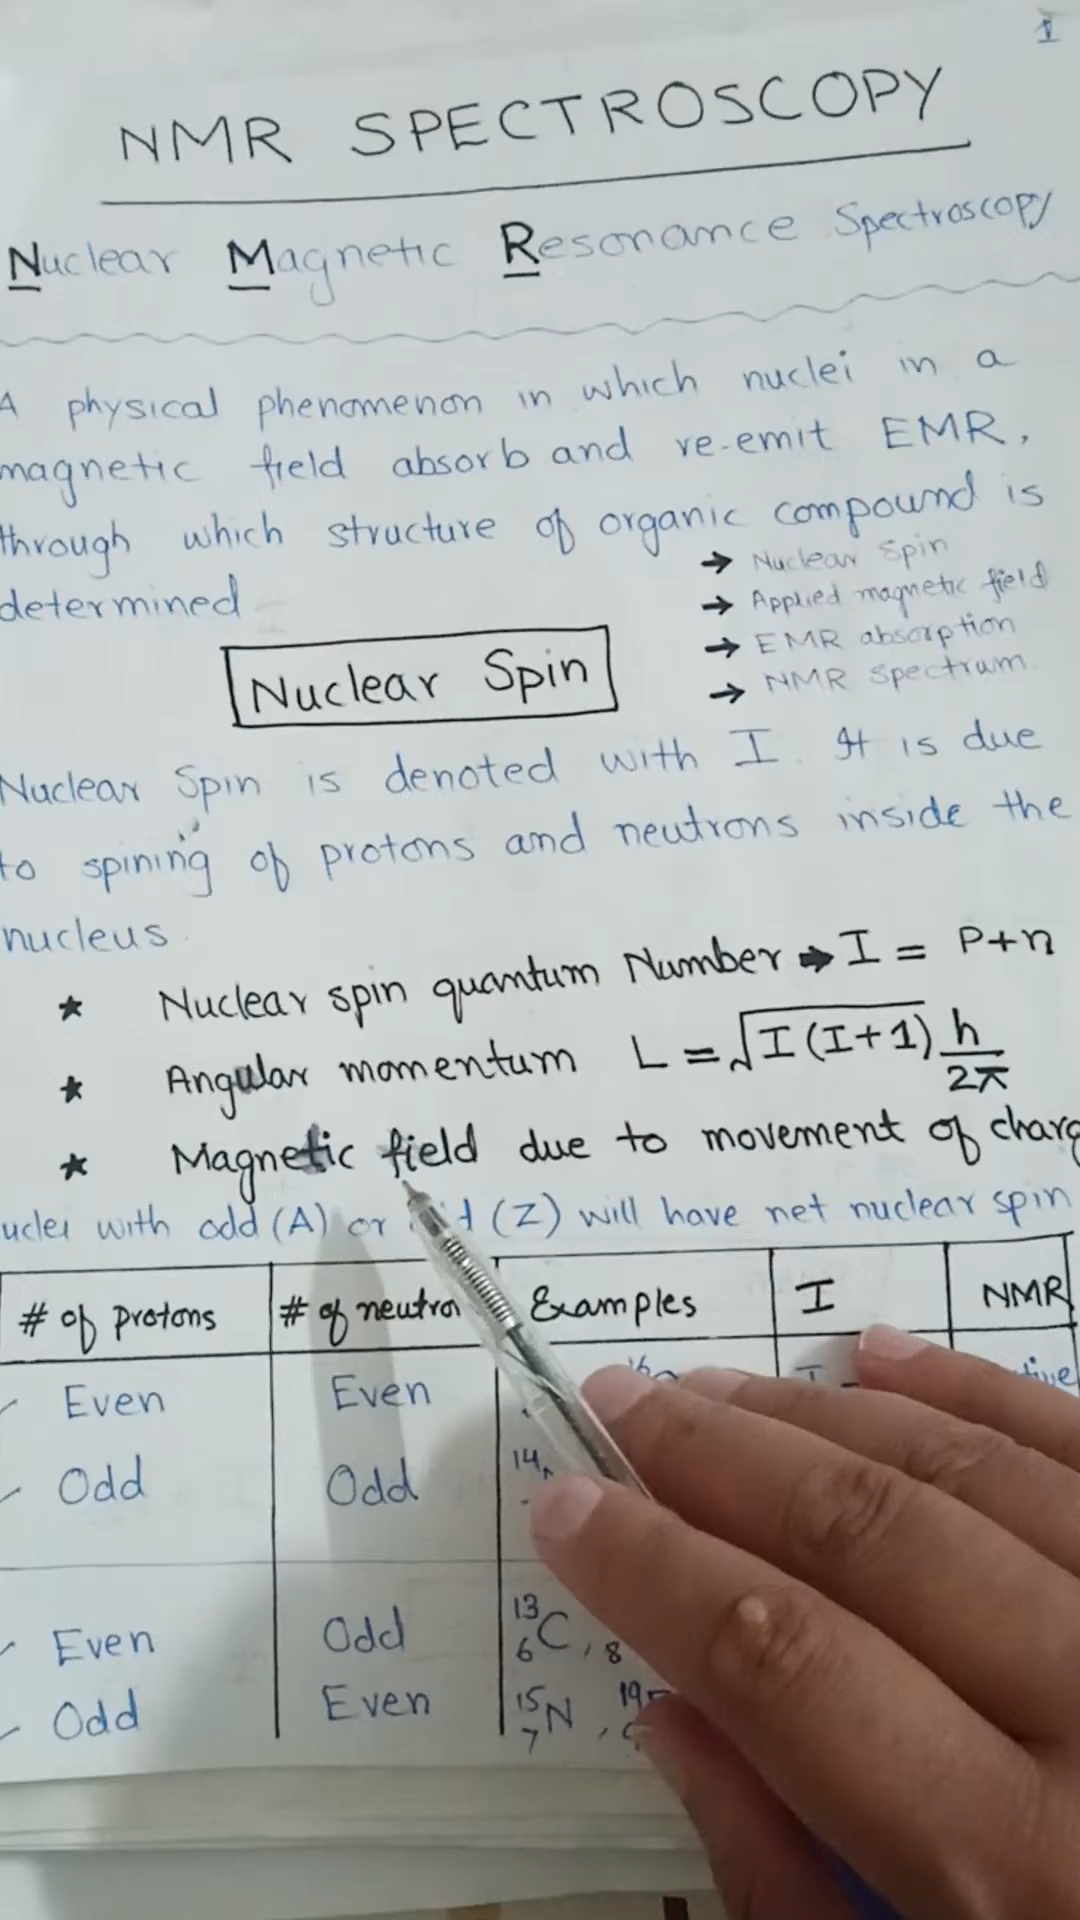 1
NMR SPECTROSCOPY
Nuclear Magnetic Resonance Spectroscopy
A physical phenomenon in which nuclei in a
magnetic field absorb and re-emit EMR,
through which structure of organic compound is
determined
→ Nuclear Spin
→ Applied magnetic field
→ EMR absorption
→ NMR spectrum
Nuclear Spin
Nuclear Spin is denoted with I. It is due
to spining of protons and neutrons inside the
nucleus
★ Nuclear spin quantum Number → I = P+n
★ Angular momentum L = √I(I+1) h/2π
★ Magnetic field due to movement of charg
uclei with odd (A) or (Z) will have net nuclear spin
# of protons # of neutron Examples I NMR
Even Even 16
Odd Odd 14
Even Odd 13 6 C, 8
Odd Even 15 7 N, 19